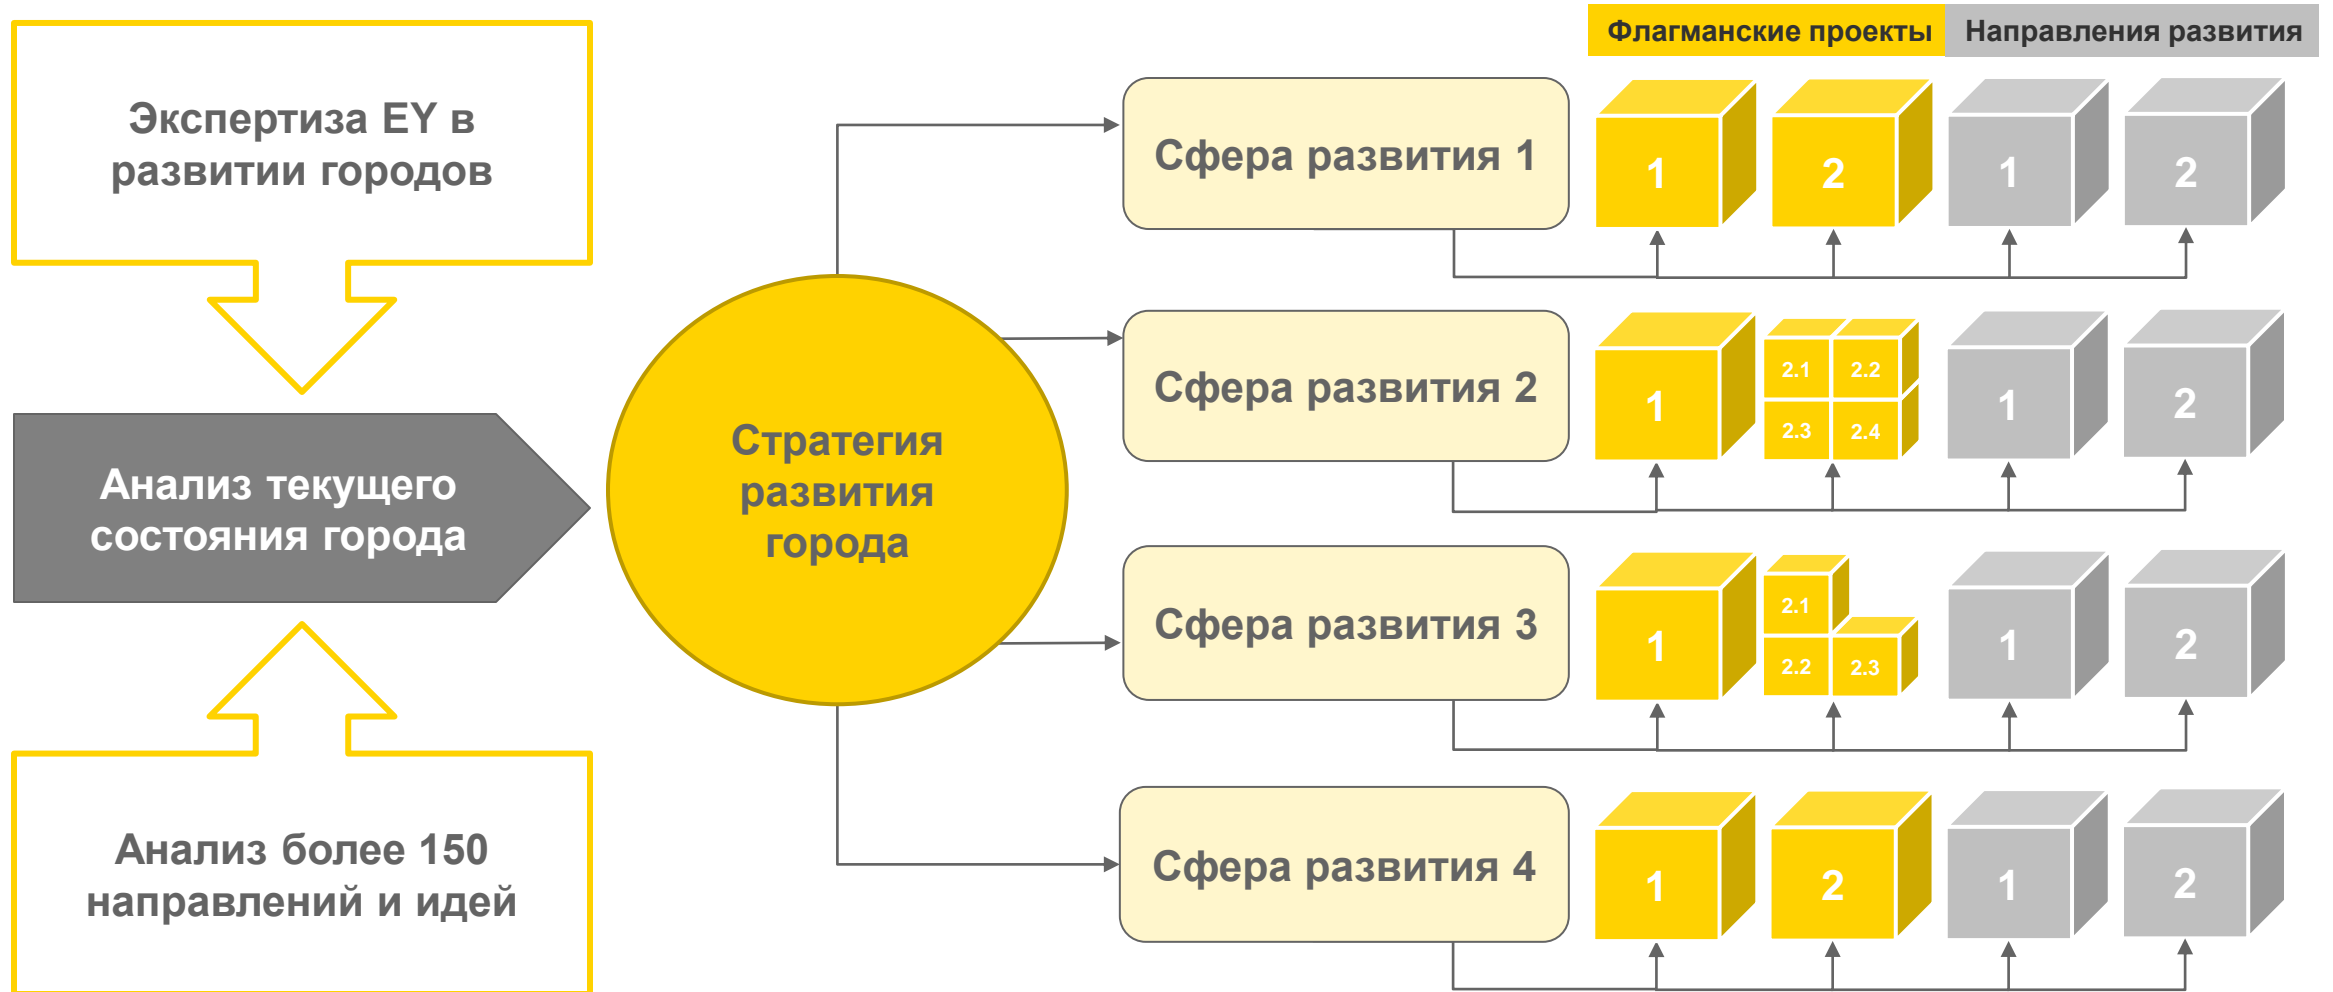 Флагманские проекты
Направления развития
Экспертиза EY в
развитии городов
Анализ текущего
состояния города
Анализ более 150
направлений и идей
Стратегия
развития
города
Сфера развития 1
1
2
1
2
Сфера развития 2
1
2.1
2.2
2.3
2.4
1
2
Сфера развития 3
1
2.1
2.2
2.3
1
2
Сфера развития 4
1
2
1
2